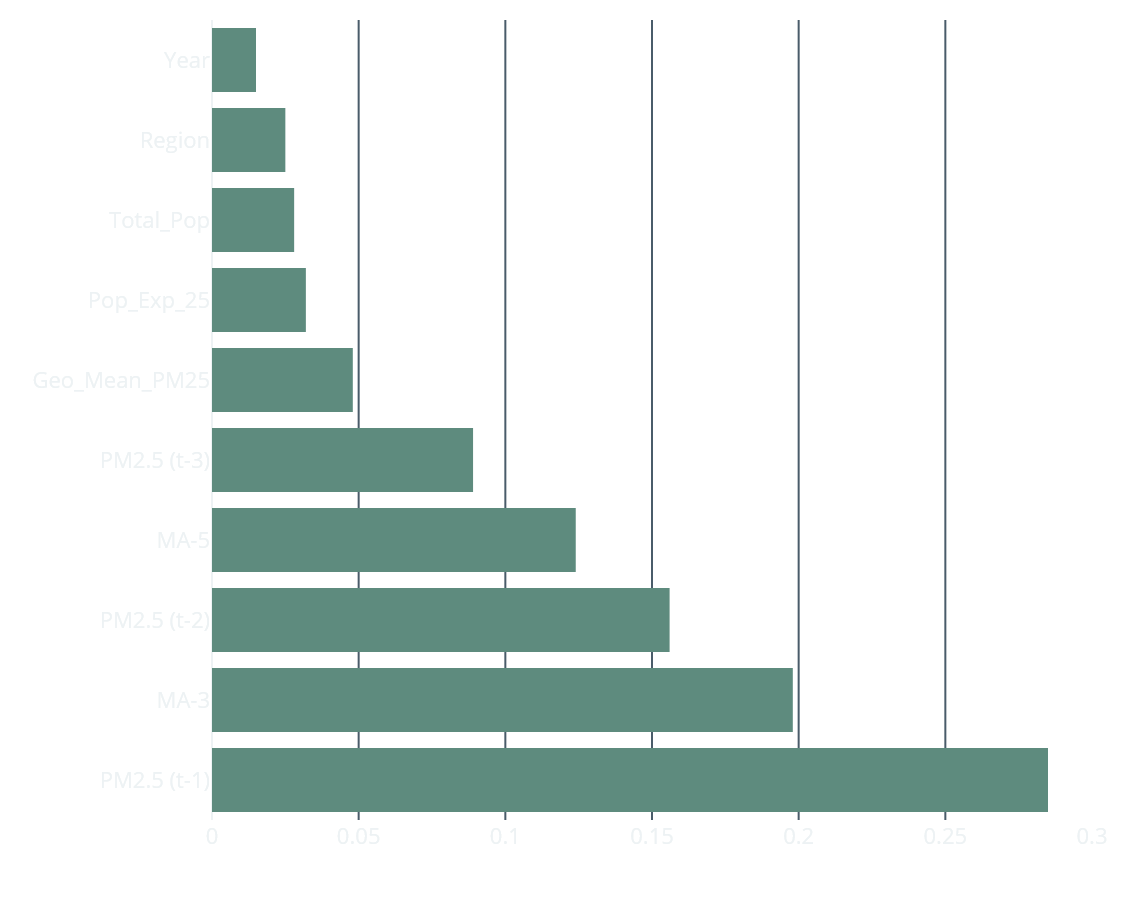 Year
Region
Total_Pop
Pop_Exp_25
Geo_Mean_PM25
PM2.5 (t-3)
MA-5
PM2.5 (t-2)
MA-3
PM2.5 (t-1)
0 0.05 0.1 0.15 0.2 0.25 0.3